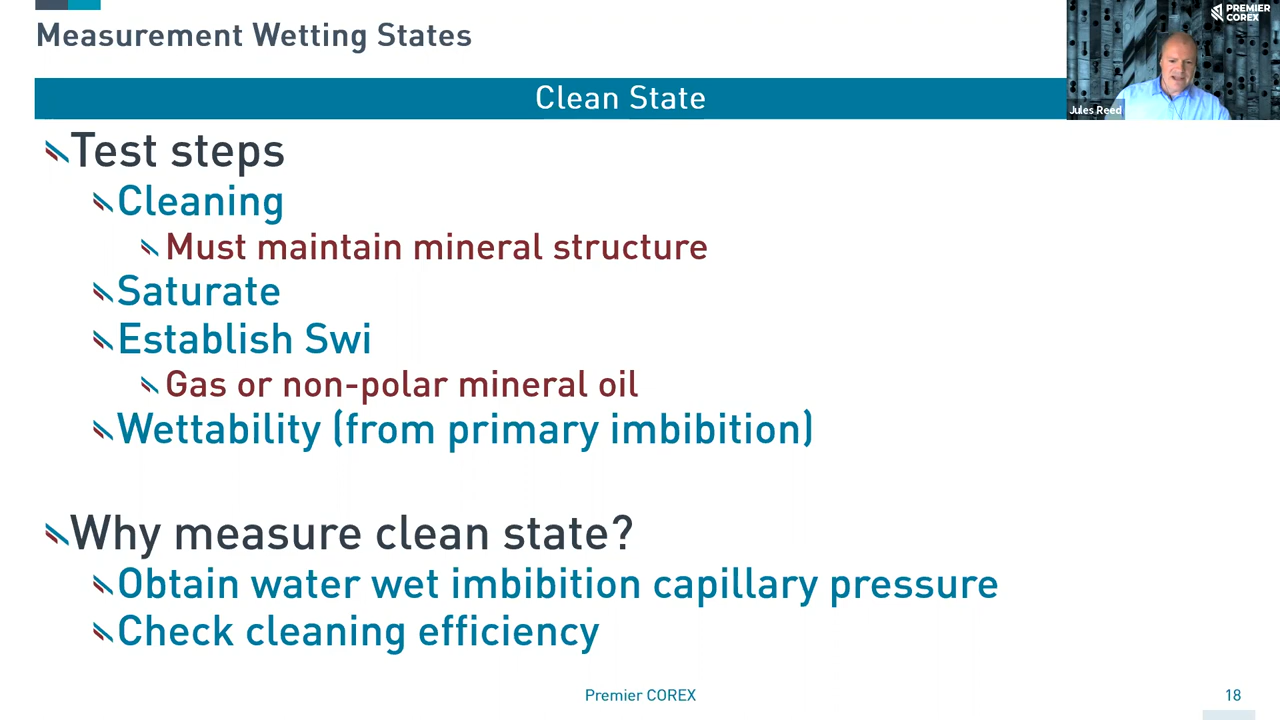 Measurement Wetting States
PREMIER
COREX
Jules Reed
Clean State
Test steps
Cleaning
Must maintain mineral structure
Saturate
Establish Swi
Gas or non-polar mineral oil
Wettability (from primary imbibition)
Why measure clean state?
Obtain water wet imbibition capillary pressure
Check cleaning efficiency
Premier COREX
18